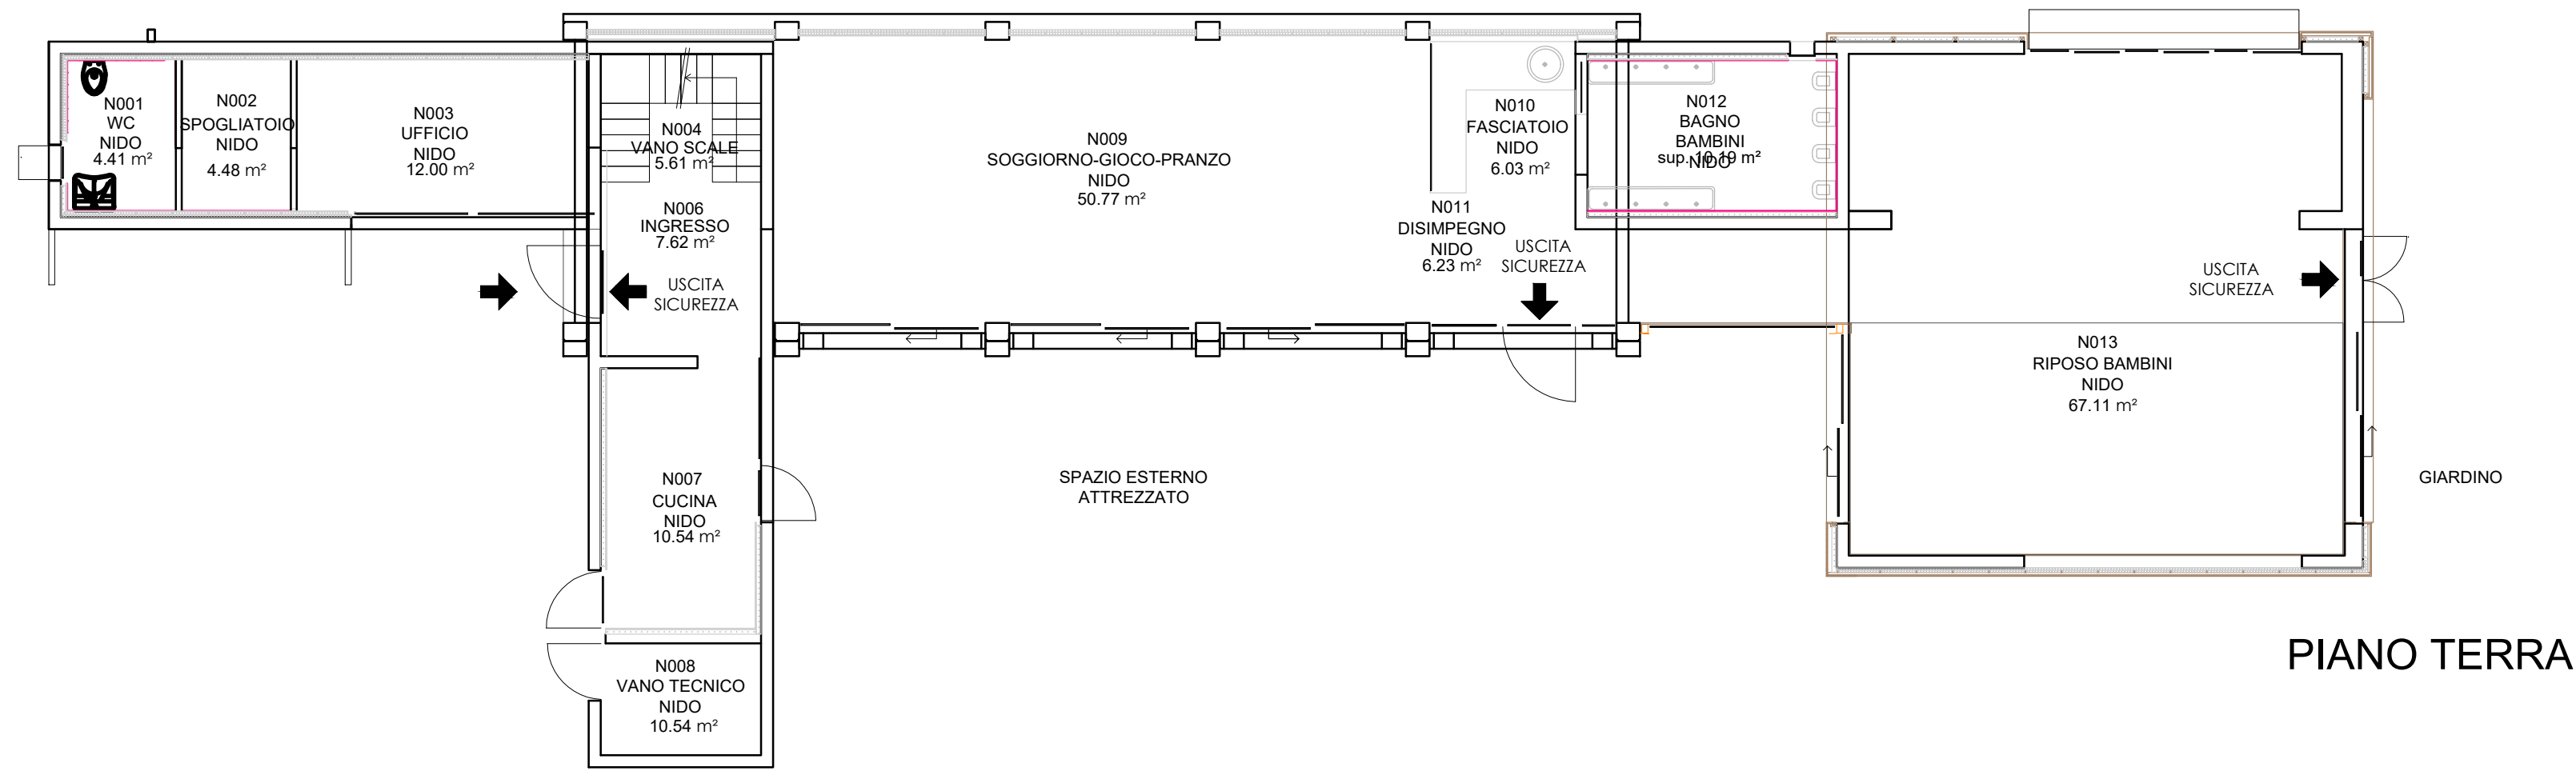 N001
WC
NIDO
4.41 m²
N002
SPOGLIATOIO
NIDO
4.48 m²
N003
UFFICIO
NIDO
12.00 m²
N004
VANO SCALE
5.61 m²
N006
INGRESSO
7.62 m²
USCITA
SICUREZZA
N007
CUCINA
NIDO
10.54 m²
N008
VANO TECNICO
NIDO
10.54 m²
N009
SOGGIORNO-GIOCO-PRANZO
NIDO
50.77 m²
SPAZIO ESTERNO
ATTREZZATO
N010
FASCIATOIO
NIDO
6.03 m²
N011
DISIMPEGNO
NIDO
6.23 m²
USCITA
SICUREZZA
N012
BAGNO
BAMBINI
NIDO
sup. 10.19 m²
USCITA
SICUREZZA
N013
RIPOSO BAMBINI
NIDO
67.11 m²
GIARDINO
PIANO TERRA